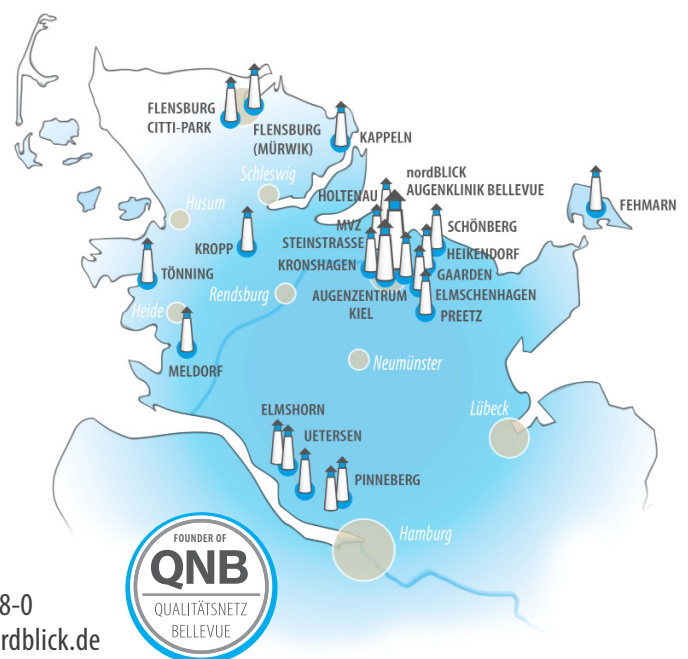 FLENSBURG
CITTI-PARK
FLENSBURG
(MÜRWIK)
KAPPELN
Schleswig
nordBLICK
AUGENKLINIK BELLEVUE
HOLTENAU
FEHMARN
Husum
MVZ
STEINSTRASSE
SCHÖNBERG
KROPP
HEIKENDORF
KRONSHAGEN
GAARDEN
TÖNNING
Rendsburg
AUGENZENTRUM
KIEL
ELMSCHENHAGEN
PREETZ
Heide
MELDORF
Neumünster
ELMSHORN
Lübeck
UETERSEN
PINNEBERG
Hamburg
FOUNDER OF
QNB
QUALITÄTSNETZ
BELLEVUE
8-0
rdblick.de